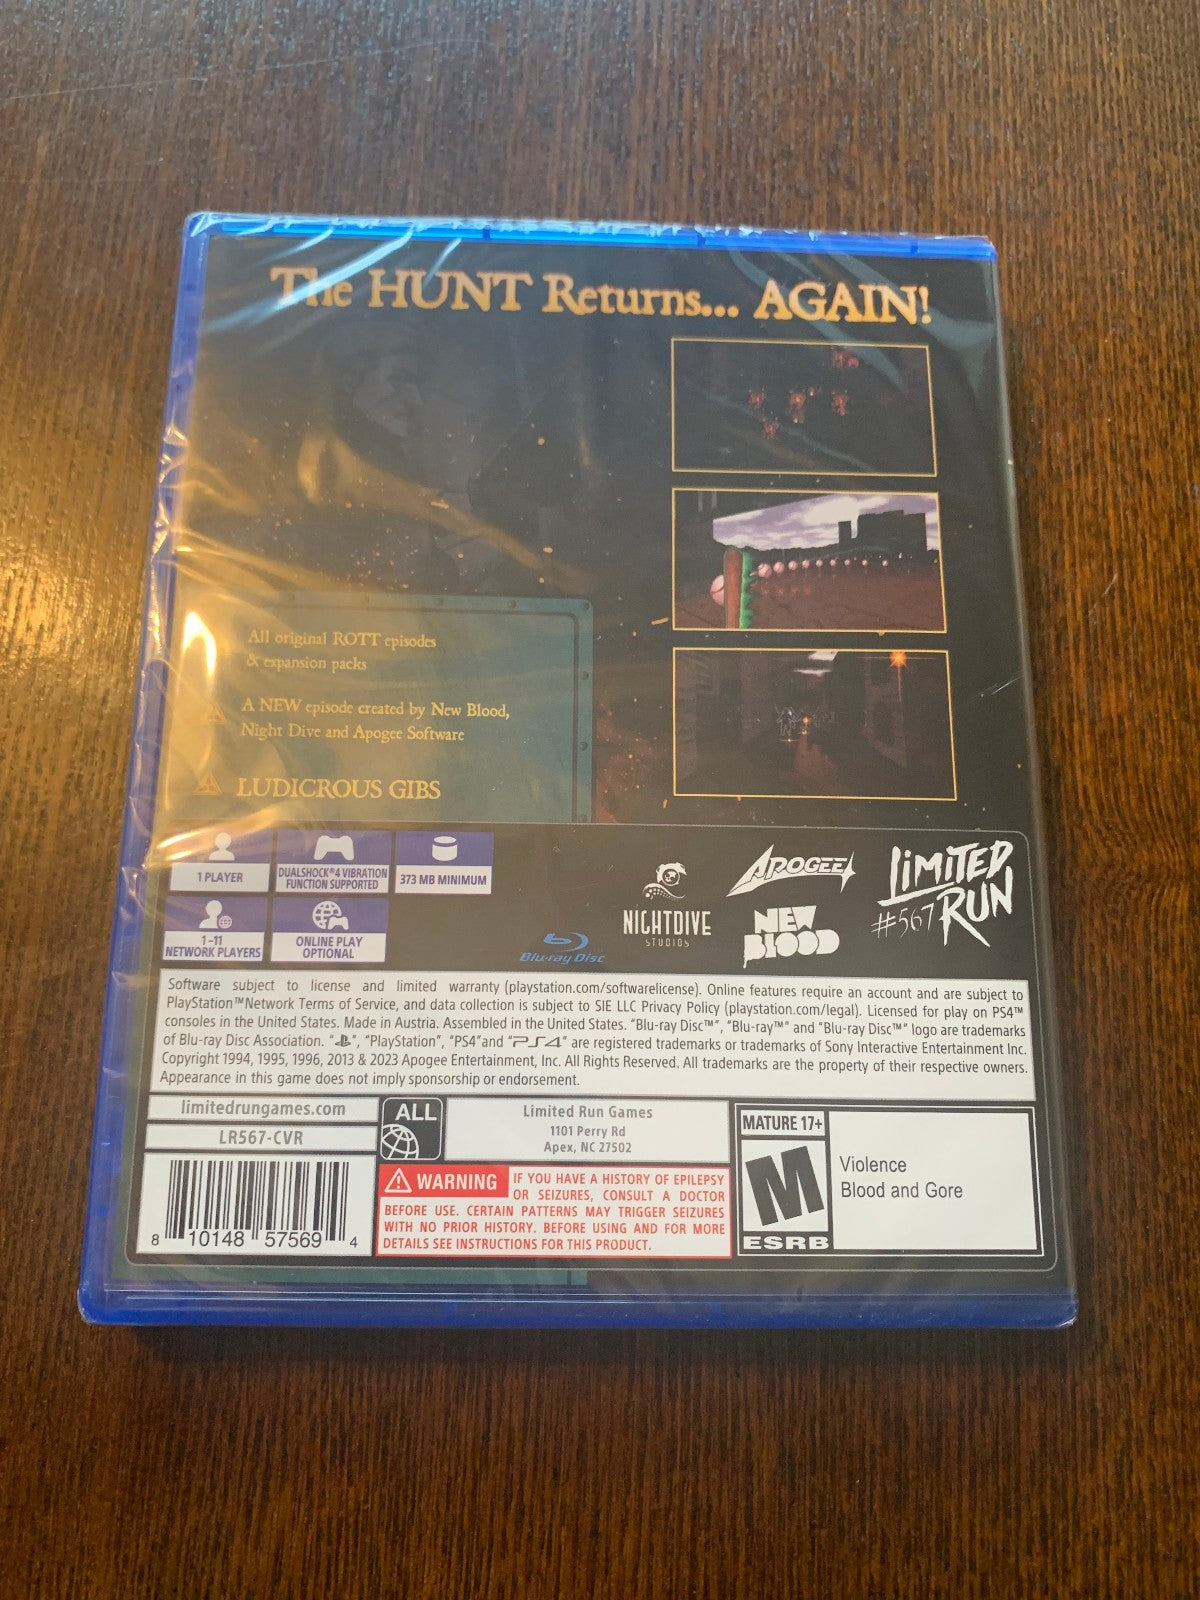 The HUNT Returns... AGAIN!
All original ROTT episodes
& expansion packs
A NEW episode created by New Blood,
Night Dive and Apogee Software
LUDICROUS GIBS
1 PLAYER
DUALSHOCK®4 VIBRATION
FUNCTION SUPPORTED
373 MB MINIMUM
1-11
NETWORK PLAYERS
ONLINE PLAY
OPTIONAL
Blu-ray Disc
NIGHTDIVE
STUDIOS
APOGEE
NEW
BLOOD
LIMITED
#567 RUN
Software subject to license and limited warranty (playstation.com/softwarelicense). Online features require an account and are subject to
PlayStation™Network Terms of Service, and data collection is subject to SIE LLC Privacy Policy (playstation.com/legal). Licensed for play on PS4™
consoles in the United States. Made in Austria. Assembled in the United States. "Blu-ray Disc™", "Blu-ray™" and "Blu-ray Disc™" logo are trademarks
of Blu-ray Disc Association. "", "PlayStation", "PS4"and "PS4" are registered trademarks or trademarks of Sony Interactive Entertainment Inc.
Copyright 1994, 1995, 1996, 2013 & 2023 Apogee Entertainment, Inc. All Rights Reserved. All trademarks are the property of their respective owners.
Appearance in this game does not imply sponsorship or endorsement.
limitedrungames.com
LR567-CVR
8 10148 57569 4
ALL
Limited Run Games
1101 Perry Rd
Apex, NC 27502
WARNING IF YOU HAVE A HISTORY OF EPILEPSY
OR SEIZURES, CONSULT A DOCTOR
BEFORE USE. CERTAIN PATTERNS MAY TRIGGER SEIZURES
WITH NO PRIOR HISTORY. BEFORE USING AND FOR MORE
DETAILS SEE INSTRUCTIONS FOR THIS PRODUCT.
MATURE 17+
M
ESRB
Violence
Blood and Gore